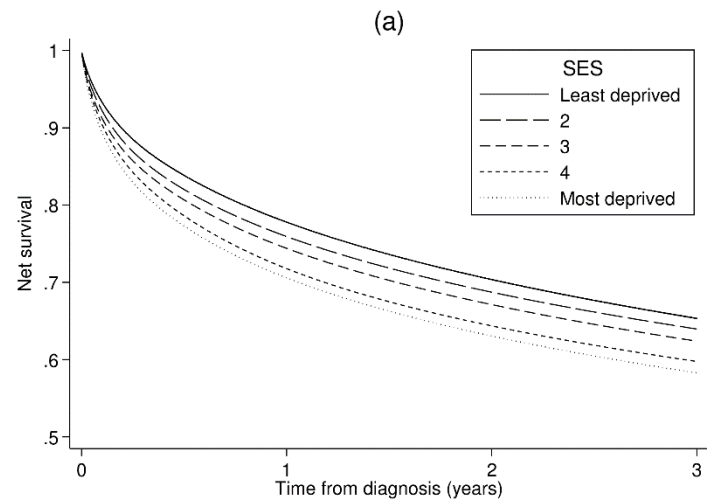 (a)
1
.9
.8
.7
.6
.5
Net survival
SES
Least deprived
2
3
4
Most deprived
0
1
2
3
Time from diagnosis (years)